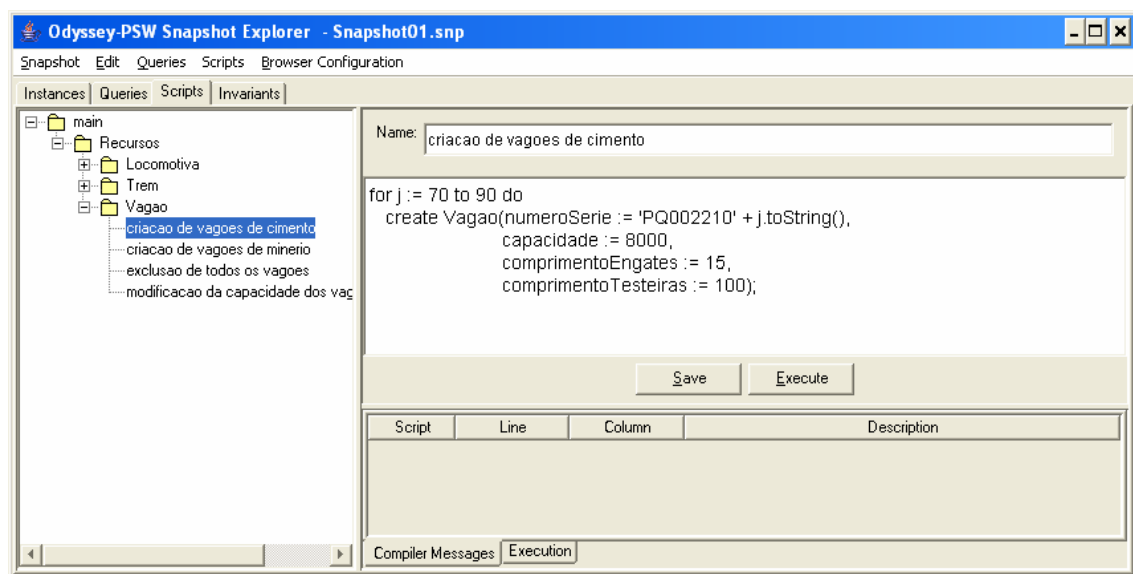 Odyssey-PSW Snapshot Explorer - Snapshot01.snp
Snapshot Edit Queries Scripts Browser Configuration
Instances Queries Scripts Invariants
main
Recursos
Locomotiva
Trem
Vagao
criacao de vagoes de cimento
criacao de vagoes de minerio
exclusao de todos os vagoes
modificacao da capacidade dos vag
Name: criacao de vagoes de cimento
for j := 70 to 90 do
create Vagao(numeroSerie := 'PQ002210' + j.toString(),
capacidade := 8000,
comprimentoEngates := 15,
comprimentoTesteiras := 100);
Save Execute
Script Line Column Description
Compiler Messages Execution